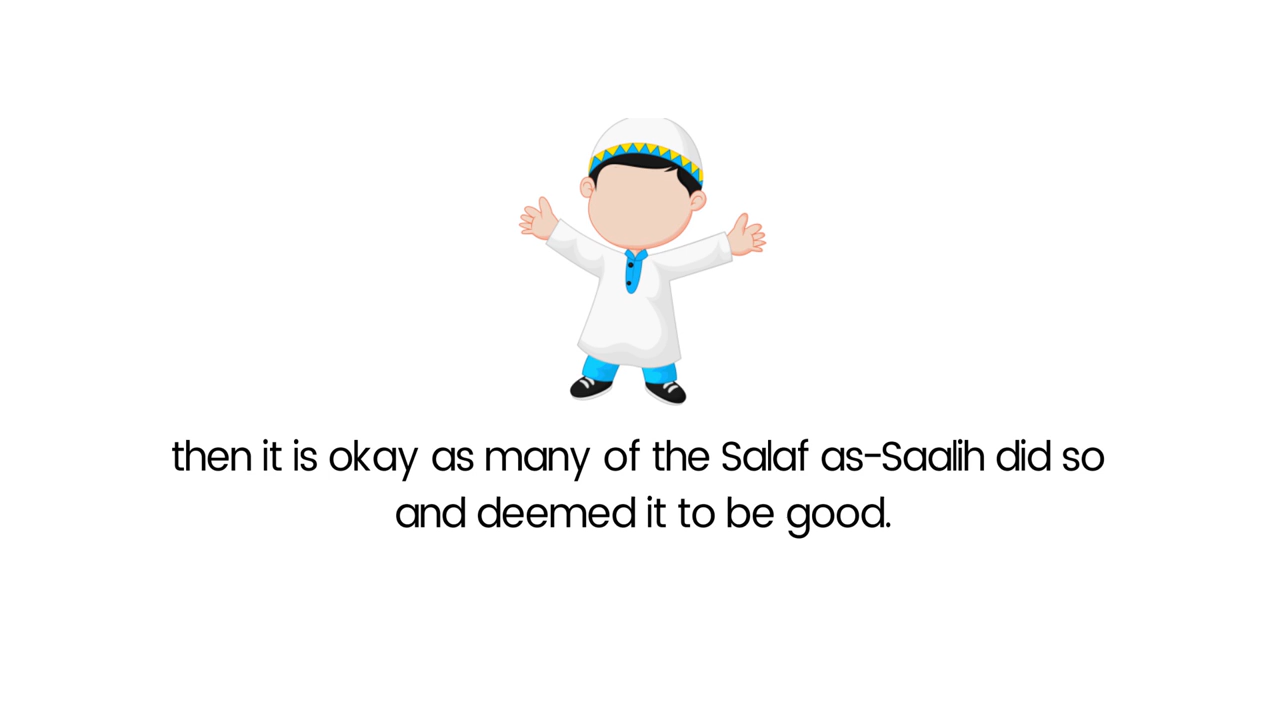 then it is okay as many of the Salaf as-Saalih did so
and deemed it to be good.